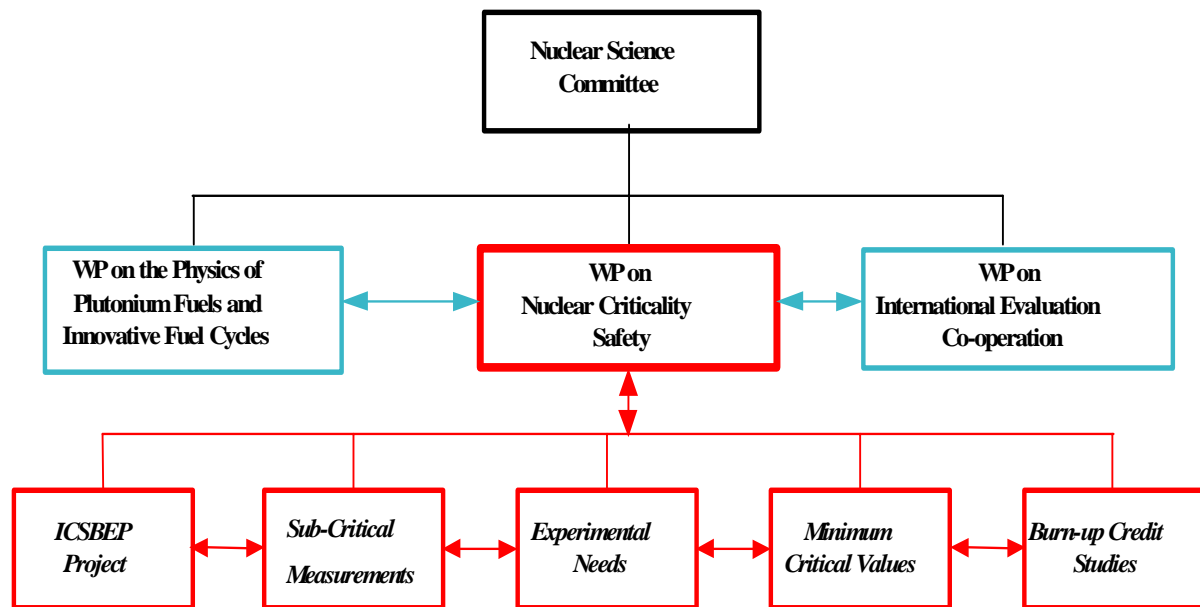 Nuclear Science
Committee
WP on the Physics of
Plutonium Fuels and
Innovative Fuel Cycles
WP on
Nuclear Criticality
Safety
WP on
International Evaluation
Co-operation
ICSBEP
Project
Sub-Critical
Measurements
Experimental
Needs
Minimum
Critical Values
Burn-up Credit
Studies